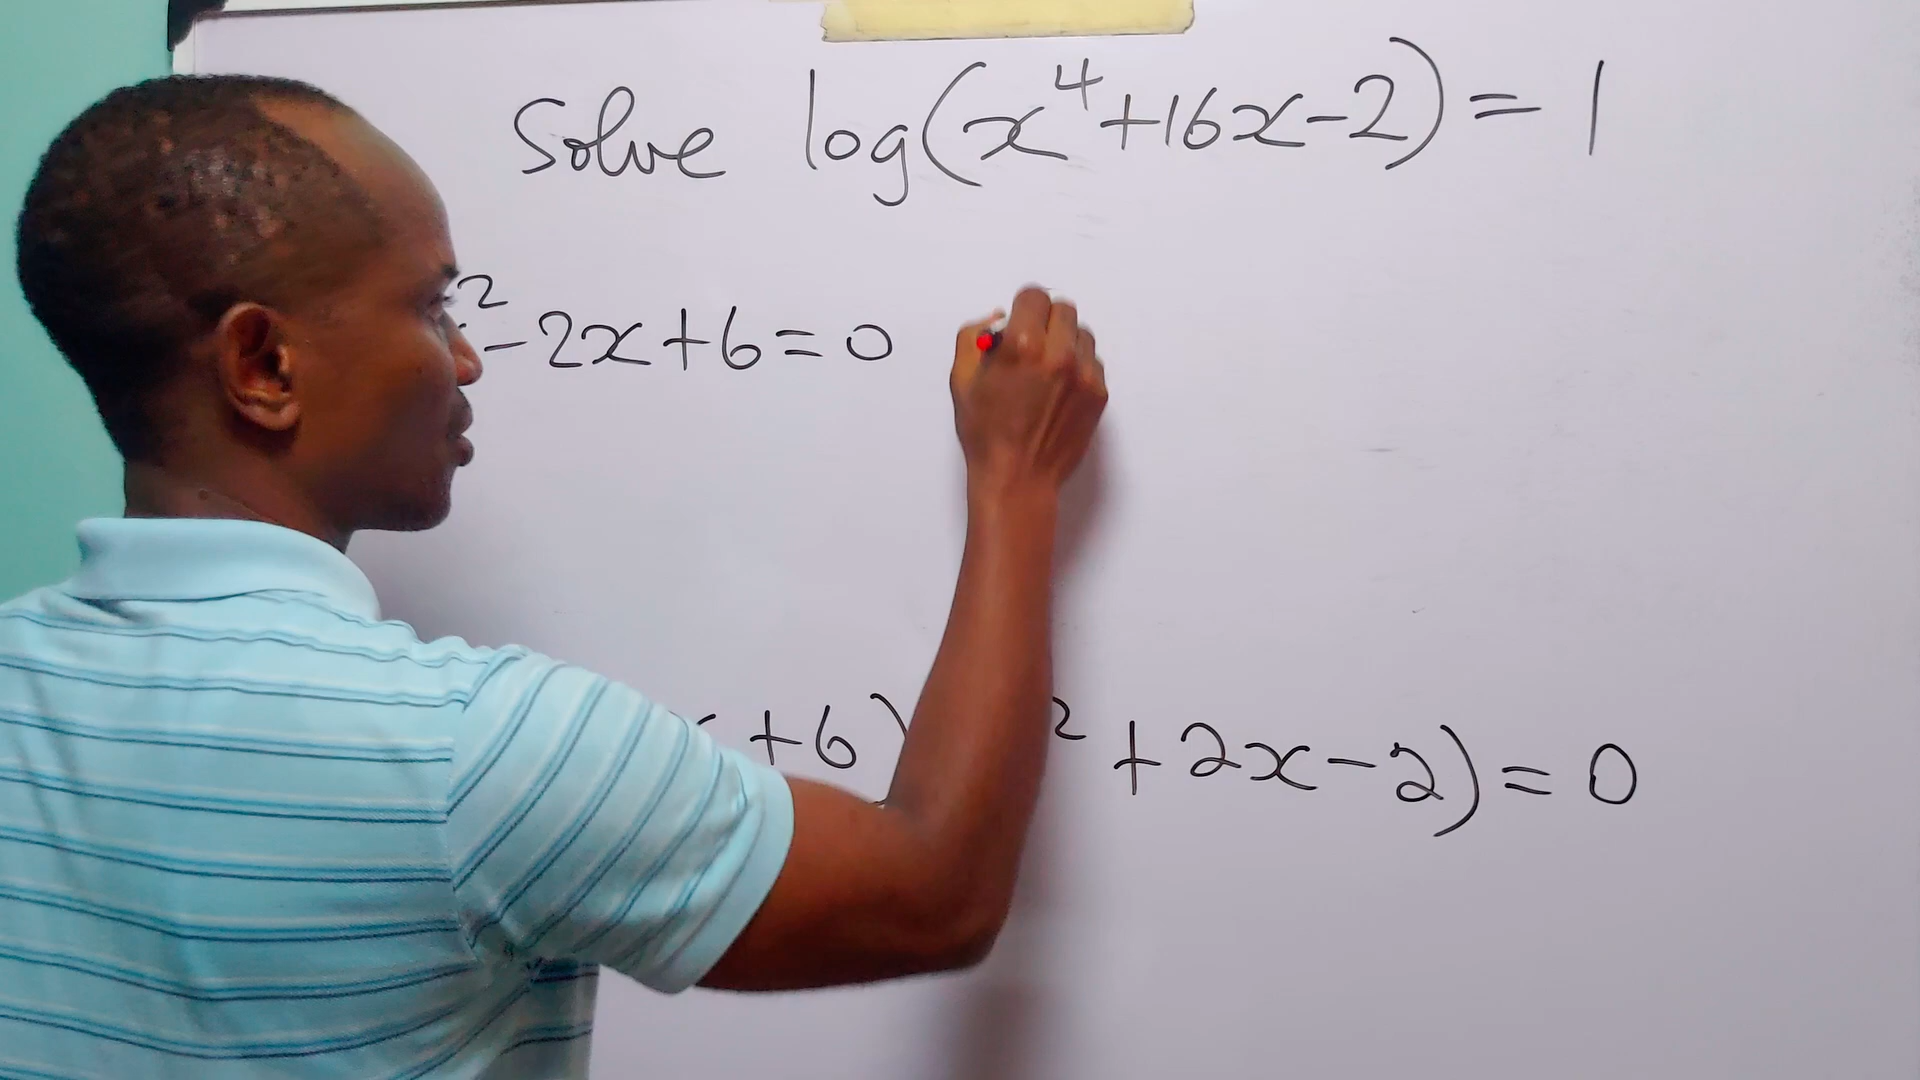 Solve log(x⁴+16x-2) = 1
² - 2x + 6 = 0
+6) ² + 2x - 2) = 0